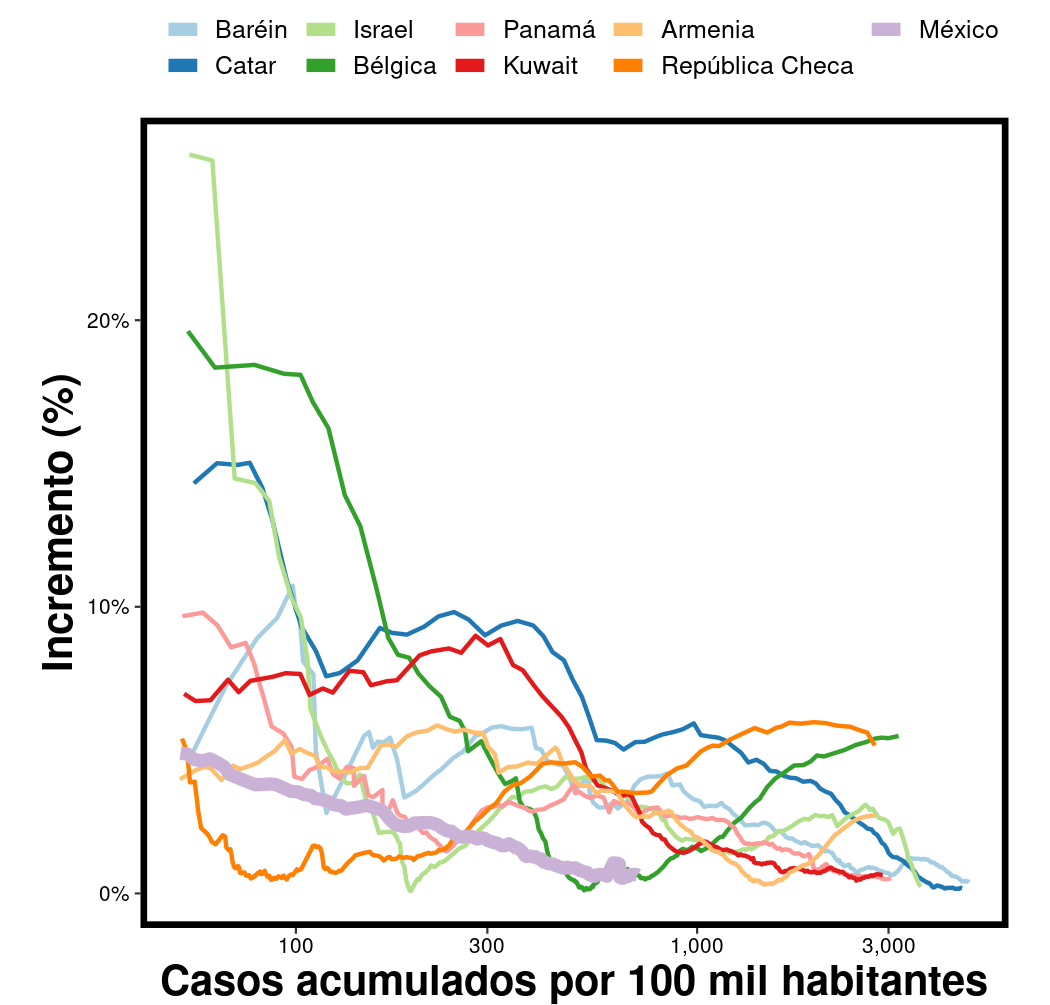 Baréin Israel Panamá Armenia México
Catar Bélgica Kuwait República Checa
Incremento (%)
20%
10%
0%
100 300 1,000 3,000
Casos acumulados por 100 mil habitantes